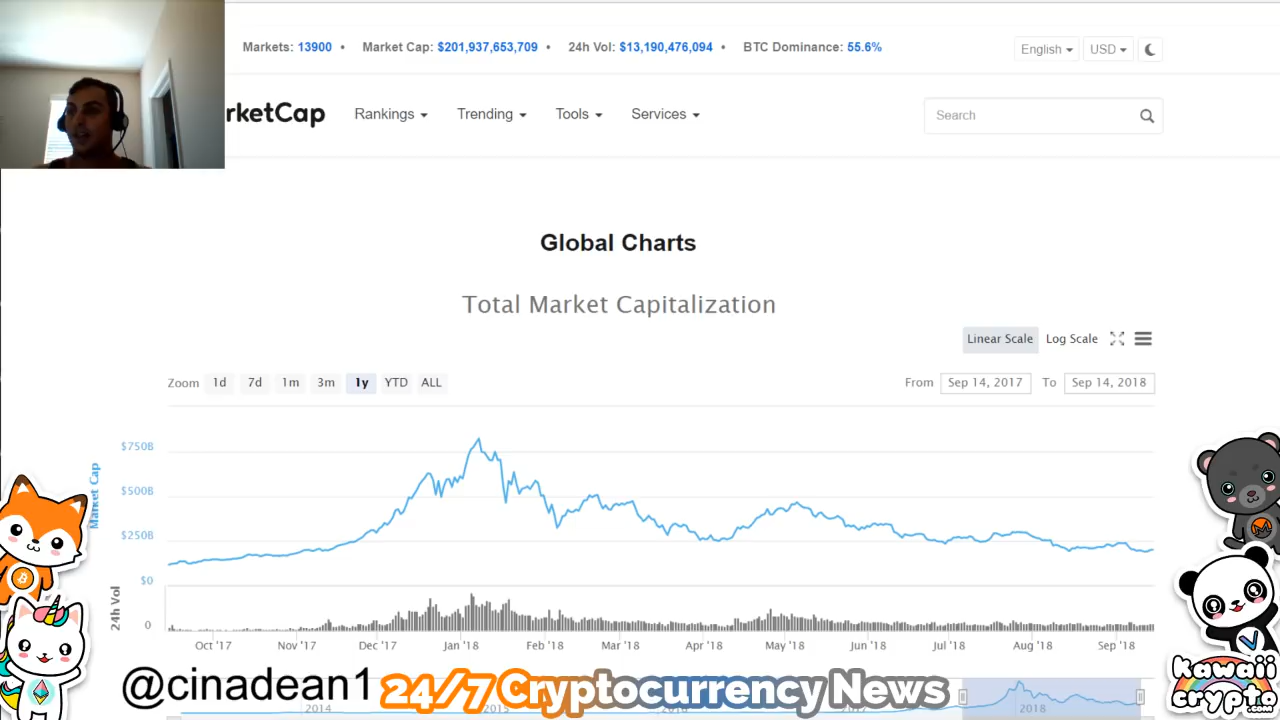 Markets: 13900 • Market Cap: $201,937,653,709 • 24h Vol: $13,190,476,094 • BTC Dominance: 55.6%
English USD
rketCap Rankings Trending Tools Services Search
Global Charts
Total Market Capitalization
Linear Scale Log Scale
Zoom 1d 7d 1m 3m 1y YTD ALL From Sep 14, 2017 To Sep 14, 2018
$750B
$500B
$250B
$0
Market Cap
24h Vol
0
Oct '17 Nov '17 Dec '17 Jan '18 Feb '18 Mar '18 Apr '18 May '18 Jun '18 Jul '18 Aug '18 Sep '18
@cinadean1 24/7 Cryptocurrency News
2014 2015 2016 2017 2018
kawaii
crypto
.com